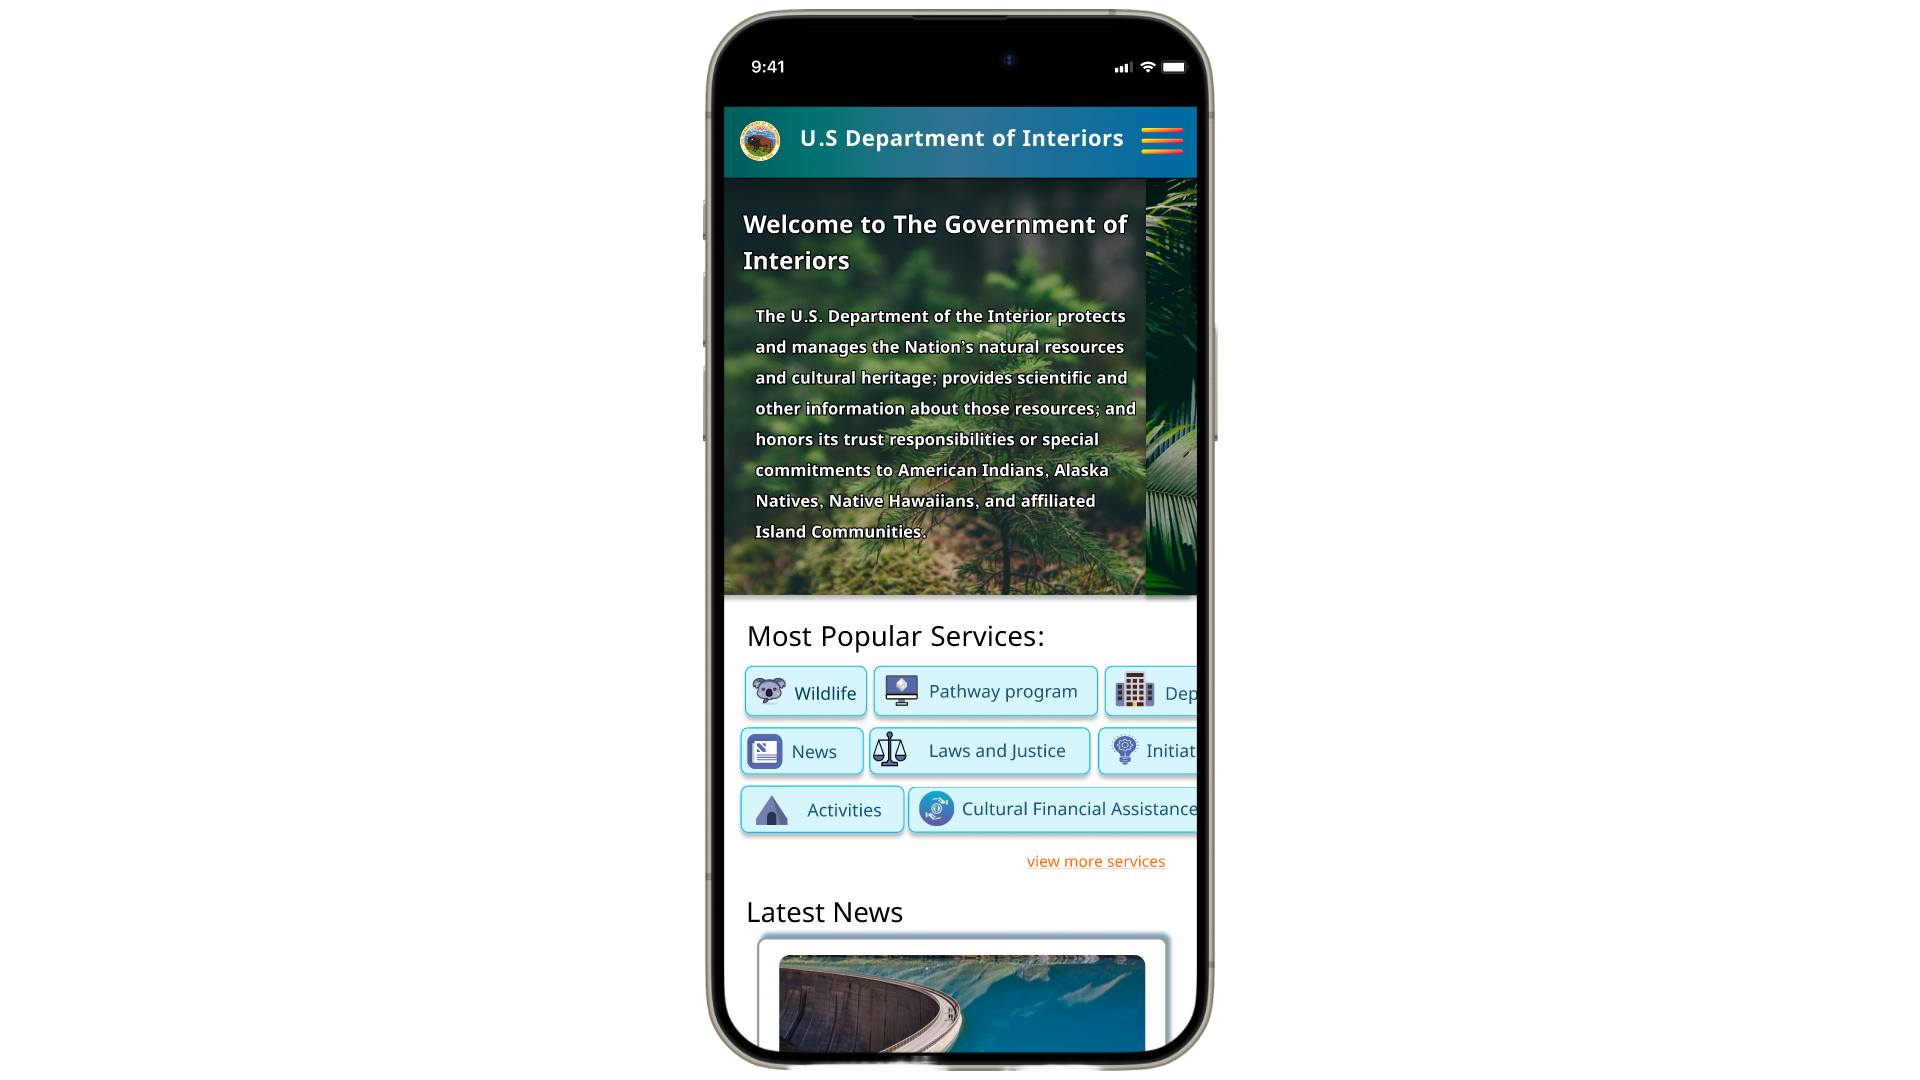 9:41
U.S Department of Interiors
Welcome to The Government of
Interiors
The U.S. Department of the Interior protects
and manages the Nation’s natural resources
and cultural heritage; provides scientific and
other information about those resources; and
honors its trust responsibilities or special
commitments to American Indians, Alaska
Natives, Native Hawaiians, and affiliated
Island Communities.
Most Popular Services:
Wildlife
Pathway program
Dep
News
Laws and Justice
Initiat
Activities
Cultural Financial Assistance
view more services
Latest News